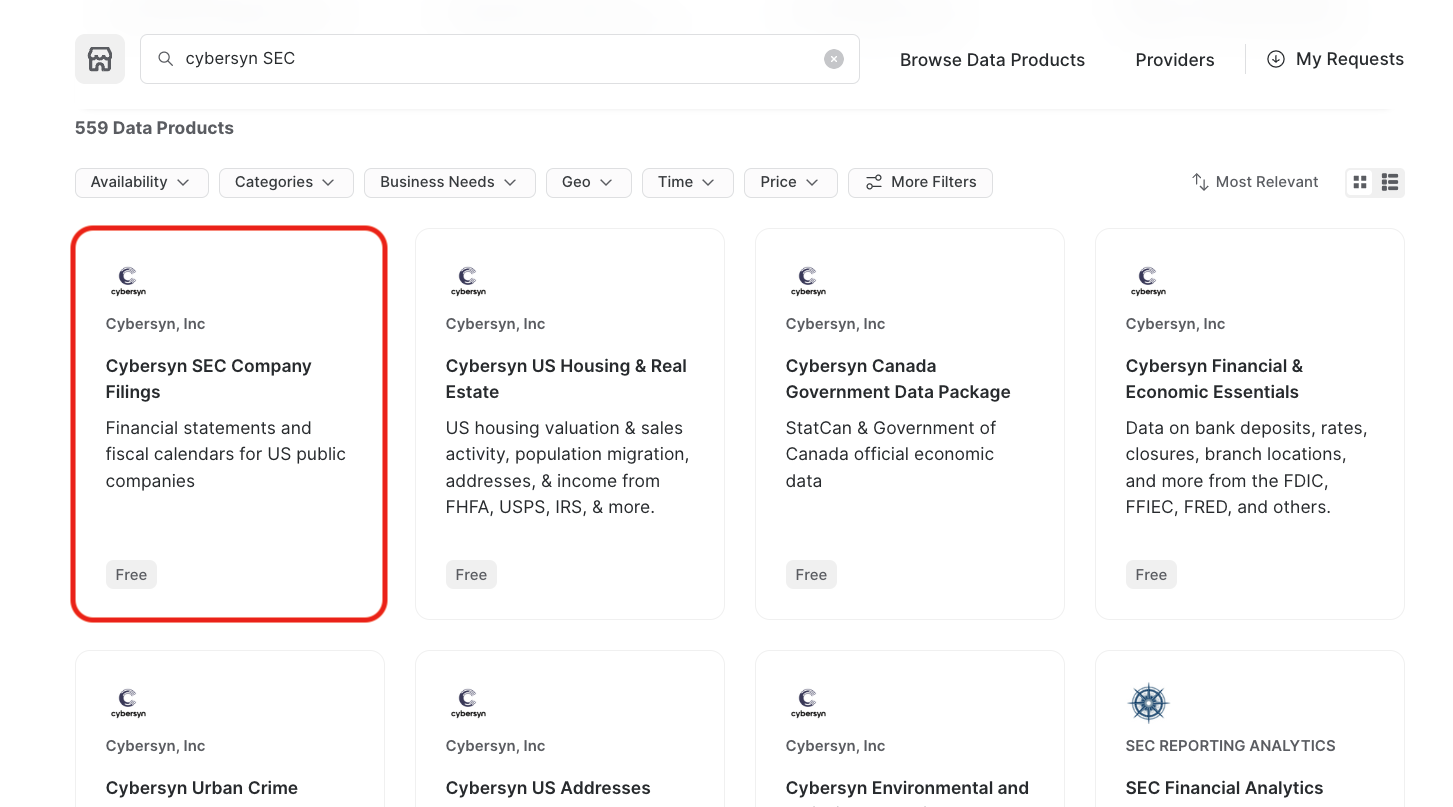 cybersyn SEC
Browse Data Products
Providers
My Requests
559 Data Products
Availability
Categories
Business Needs
Geo
Time
Price
More Filters
Most Relevant
cybersyn
Cybersyn, Inc
Cybersyn SEC Company
Filings
Financial statements and
fiscal calendars for US public
companies
Free
cybersyn
Cybersyn, Inc
Cybersyn US Housing & Real
Estate
US housing valuation & sales
activity, population migration,
addresses, & income from
FHFA, USPS, IRS, & more.
Free
cybersyn
Cybersyn, Inc
Cybersyn Canada
Government Data Package
StatCan & Government of
Canada official economic
data
Free
cybersyn
Cybersyn, Inc
Cybersyn Financial &
Economic Essentials
Data on bank deposits, rates,
closures, branch locations,
and more from the FDIC,
FFIEC, FRED, and others.
Free
cybersyn
Cybersyn, Inc
Cybersyn Urban Crime
cybersyn
Cybersyn, Inc
Cybersyn US Addresses
cybersyn
Cybersyn, Inc
Cybersyn Environmental and
SEC REPORTING ANALYTICS
SEC Financial Analytics